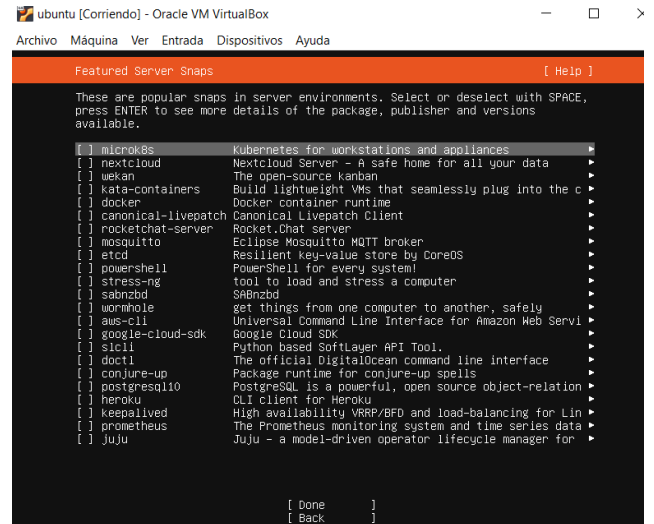 ubuntu [Corriendo] - Oracle VM VirtualBox
Archivo Máquina Ver Entrada Dispositivos Ayuda
Featured Server Snaps [ Help ]
These are popular snaps in server environments. Select or deselect with SPACE,
press ENTER to see more details of the package, publisher and versions
available.
[ ] microk8s Kubernetes for workstations and appliances ▸
[ ] nextcloud Nextcloud Server - A safe home for all your data ▸
[ ] wekan The open-source kanban ▸
[ ] kata-containers Build lightweight VMs that seamlessly plug into the c ▸
[ ] docker Docker container runtime ▸
[ ] canonical-livepatch Canonical Livepatch Client ▸
[ ] rocketchat-server Rocket.Chat server ▸
[ ] mosquitto Eclipse Mosquitto MQTT broker ▸
[ ] etcd Resilient key-value store by CoreOS ▸
[ ] powershell PowerShell for every system! ▸
[ ] stress-ng tool to load and stress a computer ▸
[ ] sabnzbd SABnzbd ▸
[ ] wormhole get things from one computer to another, safely ▸
[ ] aws-cli Universal Command Line Interface for Amazon Web Servi ▸
[ ] google-cloud-sdk Google Cloud SDK ▸
[ ] slcli Python based SoftLayer API Tool. ▸
[ ] doctl The official DigitalOcean command line interface ▸
[ ] conjure-up Package runtime for conjure-up spells ▸
[ ] postgresql10 PostgreSQL is a powerful, open source object-relation ▸
[ ] heroku CLI client for Heroku ▸
[ ] keepalived High availability VRRP/BFD and load-balancing for Lin ▸
[ ] prometheus The Prometheus monitoring system and time series data ▸
[ ] juju Juju - a model-driven operator lifecycle manager for ▸
[ Done ]
[ Back ]